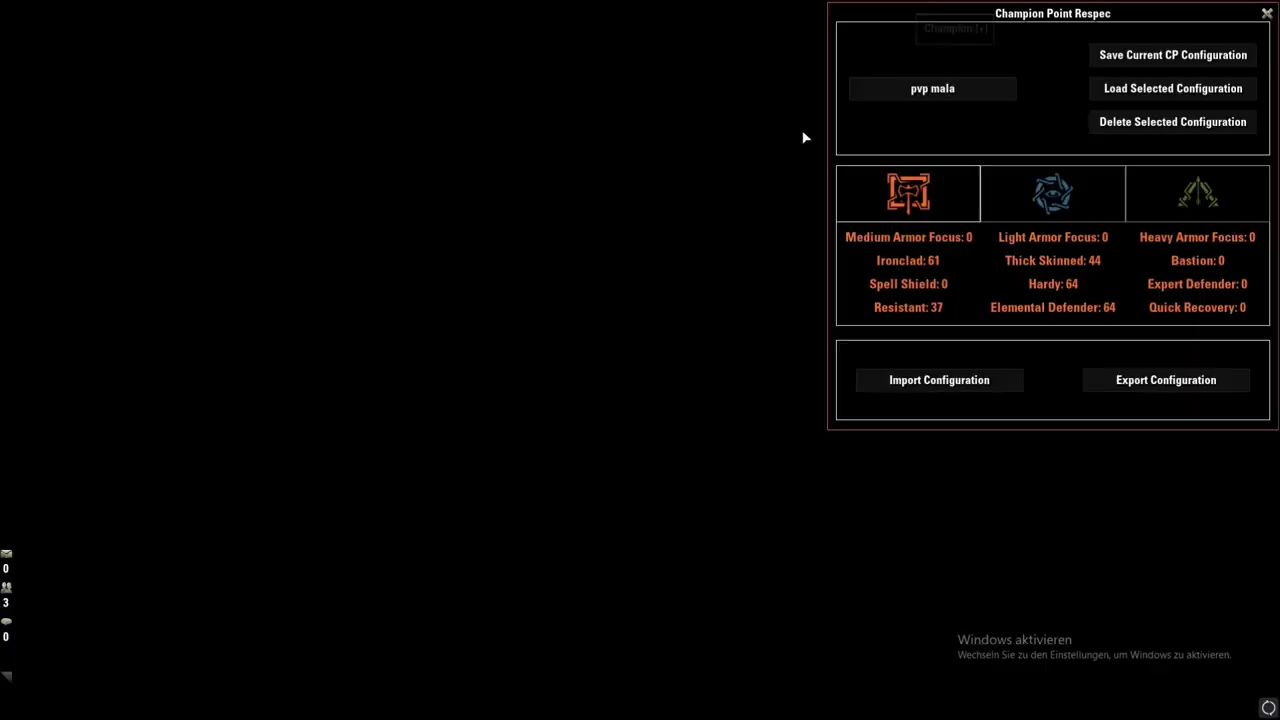 Champion Point Respec
Champion [+]
Save Current CP Configuration
pvp mala
Load Selected Configuration
Delete Selected Configuration
Medium Armor Focus: 0
Light Armor Focus: 0
Heavy Armor Focus: 0
Ironclad: 61
Thick Skinned: 44
Bastion: 0
Spell Shield: 0
Hardy: 64
Expert Defender: 0
Resistant: 37
Elemental Defender: 64
Quick Recovery: 0
Import Configuration
Export Configuration
0
3
0
Windows aktivieren
Wechseln Sie zu den Einstellungen, um Windows zu aktivieren.